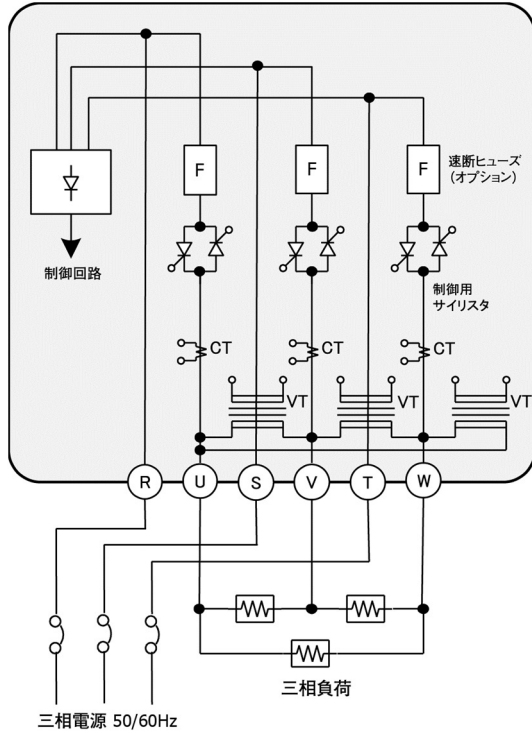 F
F
F
速断ヒューズ
(オプション)
制御回路
制御用
サイリスタ
CT
CT
CT
VT
VT
VT
R
U
S
V
T
W
三相負荷
三相電源 50/60Hz